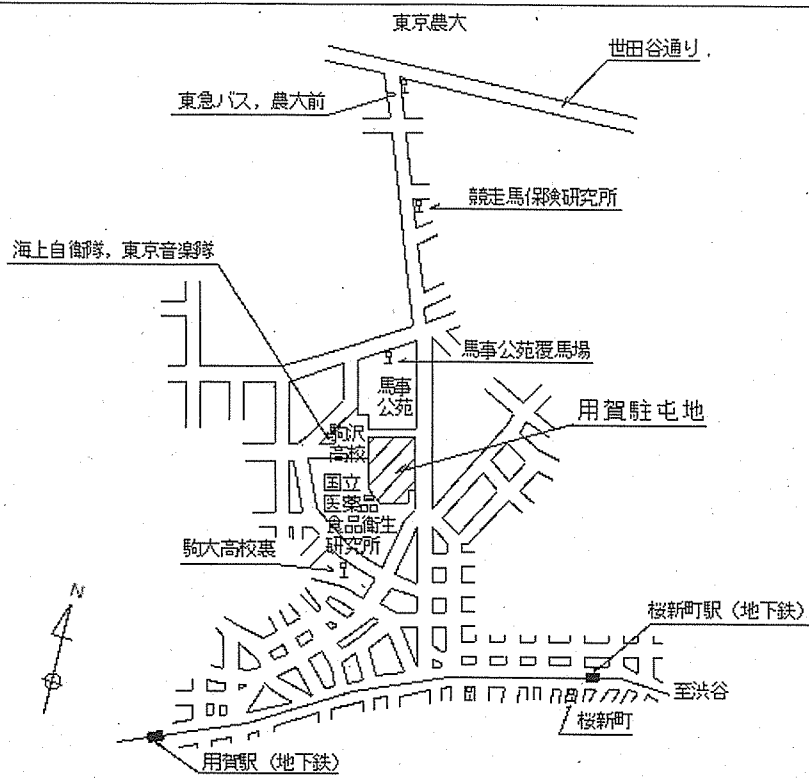 東京農大
世田谷通り
東急バス，農大前
競走馬保険研究所
海上自衛隊，東京音楽隊
馬事公苑覆馬場
馬事
公苑
用賀駐屯地
駒沢
高校
国立
医薬品
食品衛生
研究所
駒大高校裏
N
桜新町駅（地下鉄）
至渋谷
桜新町
用賀駅（地下鉄）